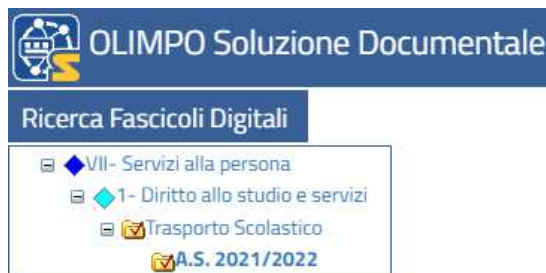 OLIMPO Soluzione Documentale
Ricerca Fascicoli Digitali
VII- Servizi alla persona
1- Diritto allo studio e servizi
Trasporto Scolastico
A.S. 2021/2022